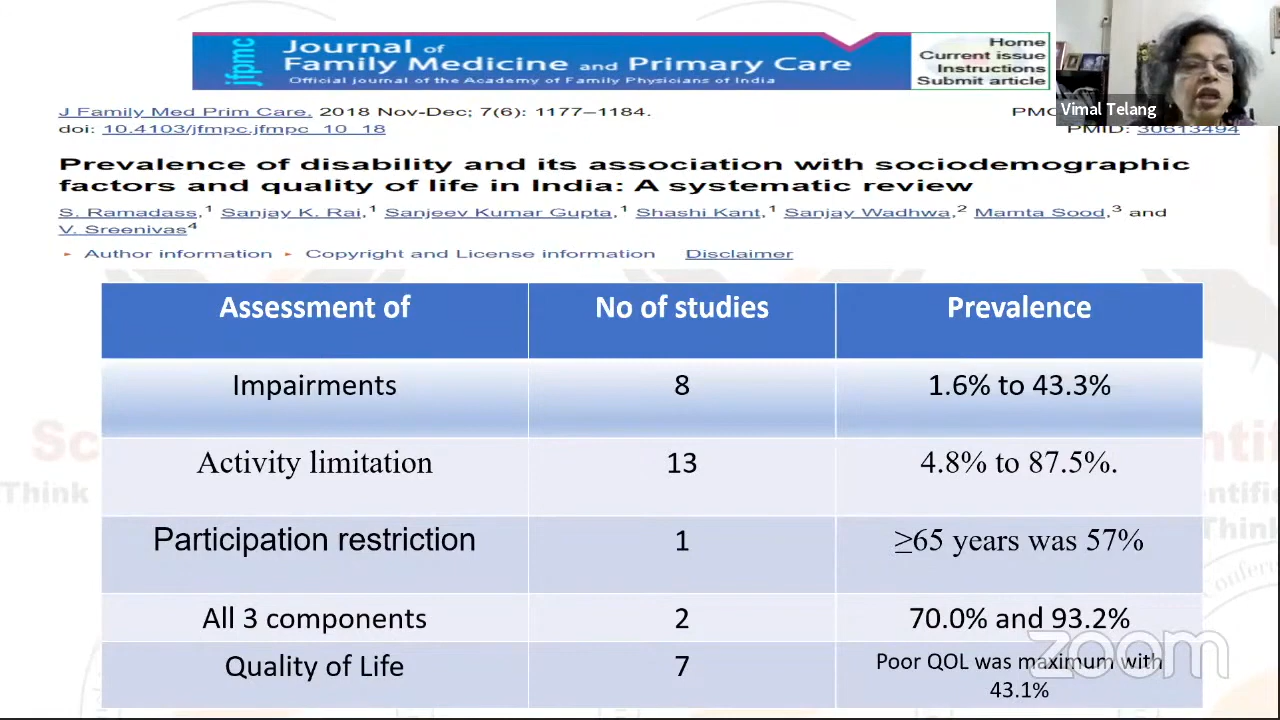 jfpmc
Journal of
Family Medicine and Primary Care
Official journal of the Academy of Family Physicians of India
Home
Current issue
Instructions
Submit article
Vimal Telang
J Family Med Prim Care. 2018 Nov-Dec; 7(6): 1177–1184.
doi: 10.4103/jfmpc.jfmpc_10_18
PMID: 30613494
Prevalence of disability and its association with sociodemographic
factors and quality of life in India: A systematic review
S. Ramadass,1 Sanjay K. Rai,1 Sanjeev Kumar Gupta,1 Shashi Kant,1 Sanjay Wadhwa,2 Mamta Sood,3 and
V. Sreenivas4
Author information Copyright and License information Disclaimer
Assessment of No of studies Prevalence
Impairments 8 1.6% to 43.3%
Activity limitation 13 4.8% to 87.5%.
Participation restriction 1 ≥65 years was 57%
All 3 components 2 70.0% and 93.2%
Quality of Life 7 Poor QOL was maximum with
43.1%
zoom
Think
Think